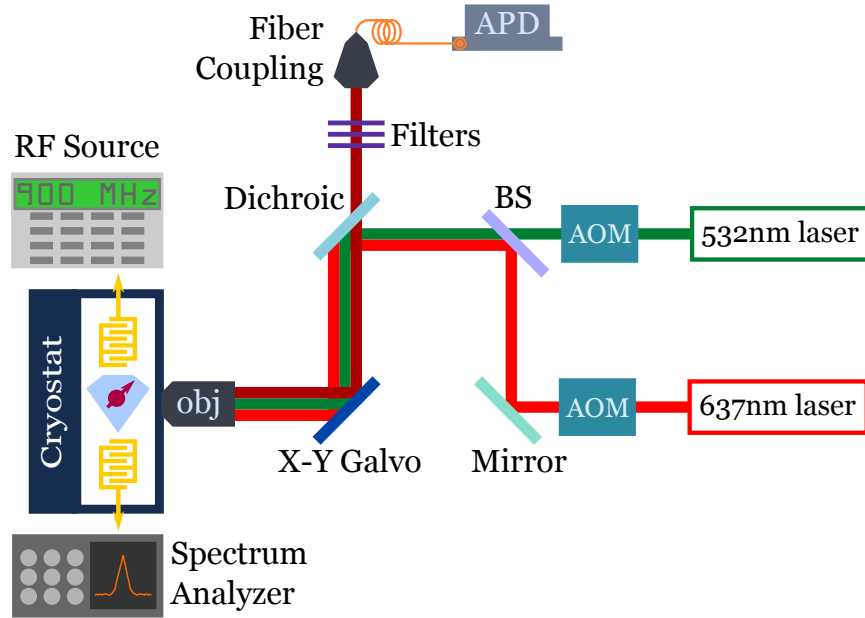 Fiber
Coupling
APD
Filters
RF Source
900 MHz
Dichroic
BS
AOM
532nm laser
Cryostat
obj
AOM
637nm laser
X-Y Galvo
Mirror
Spectrum
Analyzer